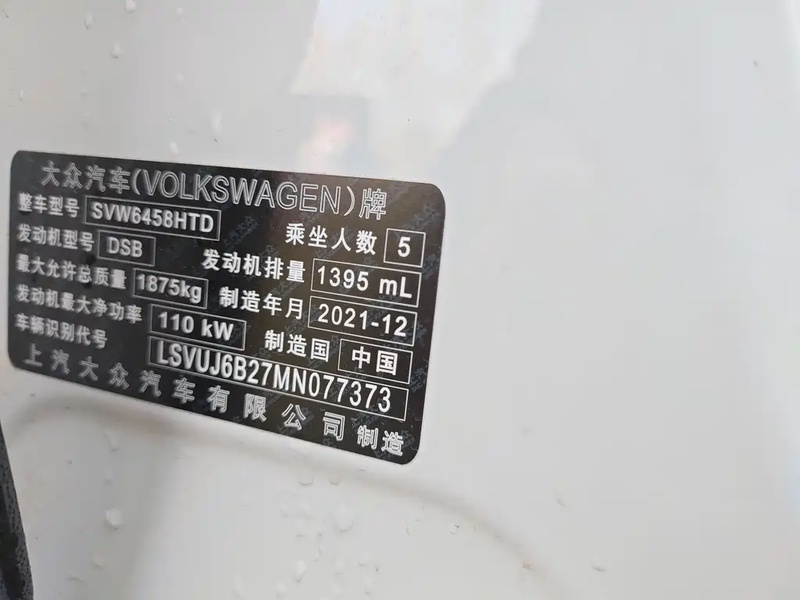 大众汽车(VOLKSWAGEN)牌
整车型号 SVW6458HTD 乘坐人数 5
发动机型号 DSB 发动机排量 1395 mL
最大允许总质量 1875kg 制造年月 2021-12
发动机最大净功率 110 kW 制造国 中国
车辆识别代号 LSVUJ6B27MN077373
上汽大众汽车有限公司制造